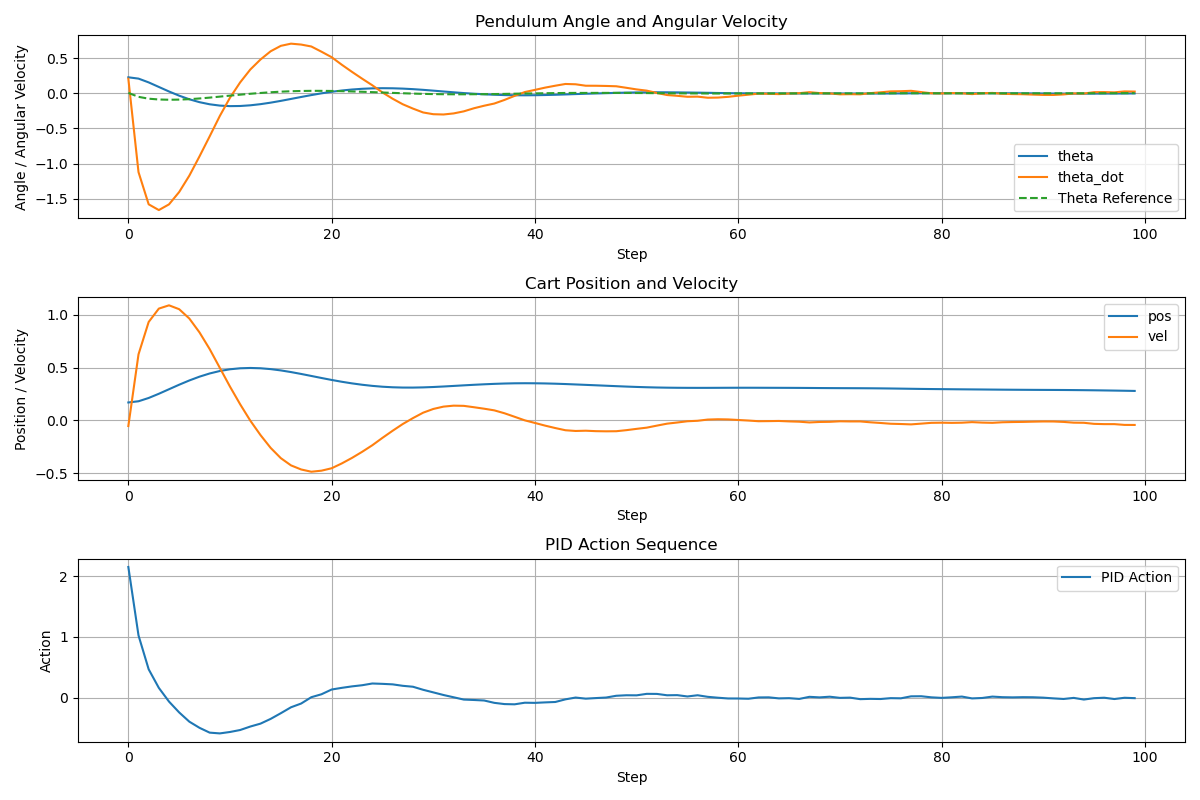 Pendulum Angle and Angular Velocity
Angle / Angular Velocity
0.5
0.0
−0.5
−1.0
−1.5
theta
theta_dot
Theta Reference
0 20 40 60 80 100
Step
Cart Position and Velocity
Position / Velocity
1.0
0.5
0.0
−0.5
pos
vel
0 20 40 60 80 100
Step
PID Action Sequence
Action
2
1
0
PID Action
0 20 40 60 80 100
Step